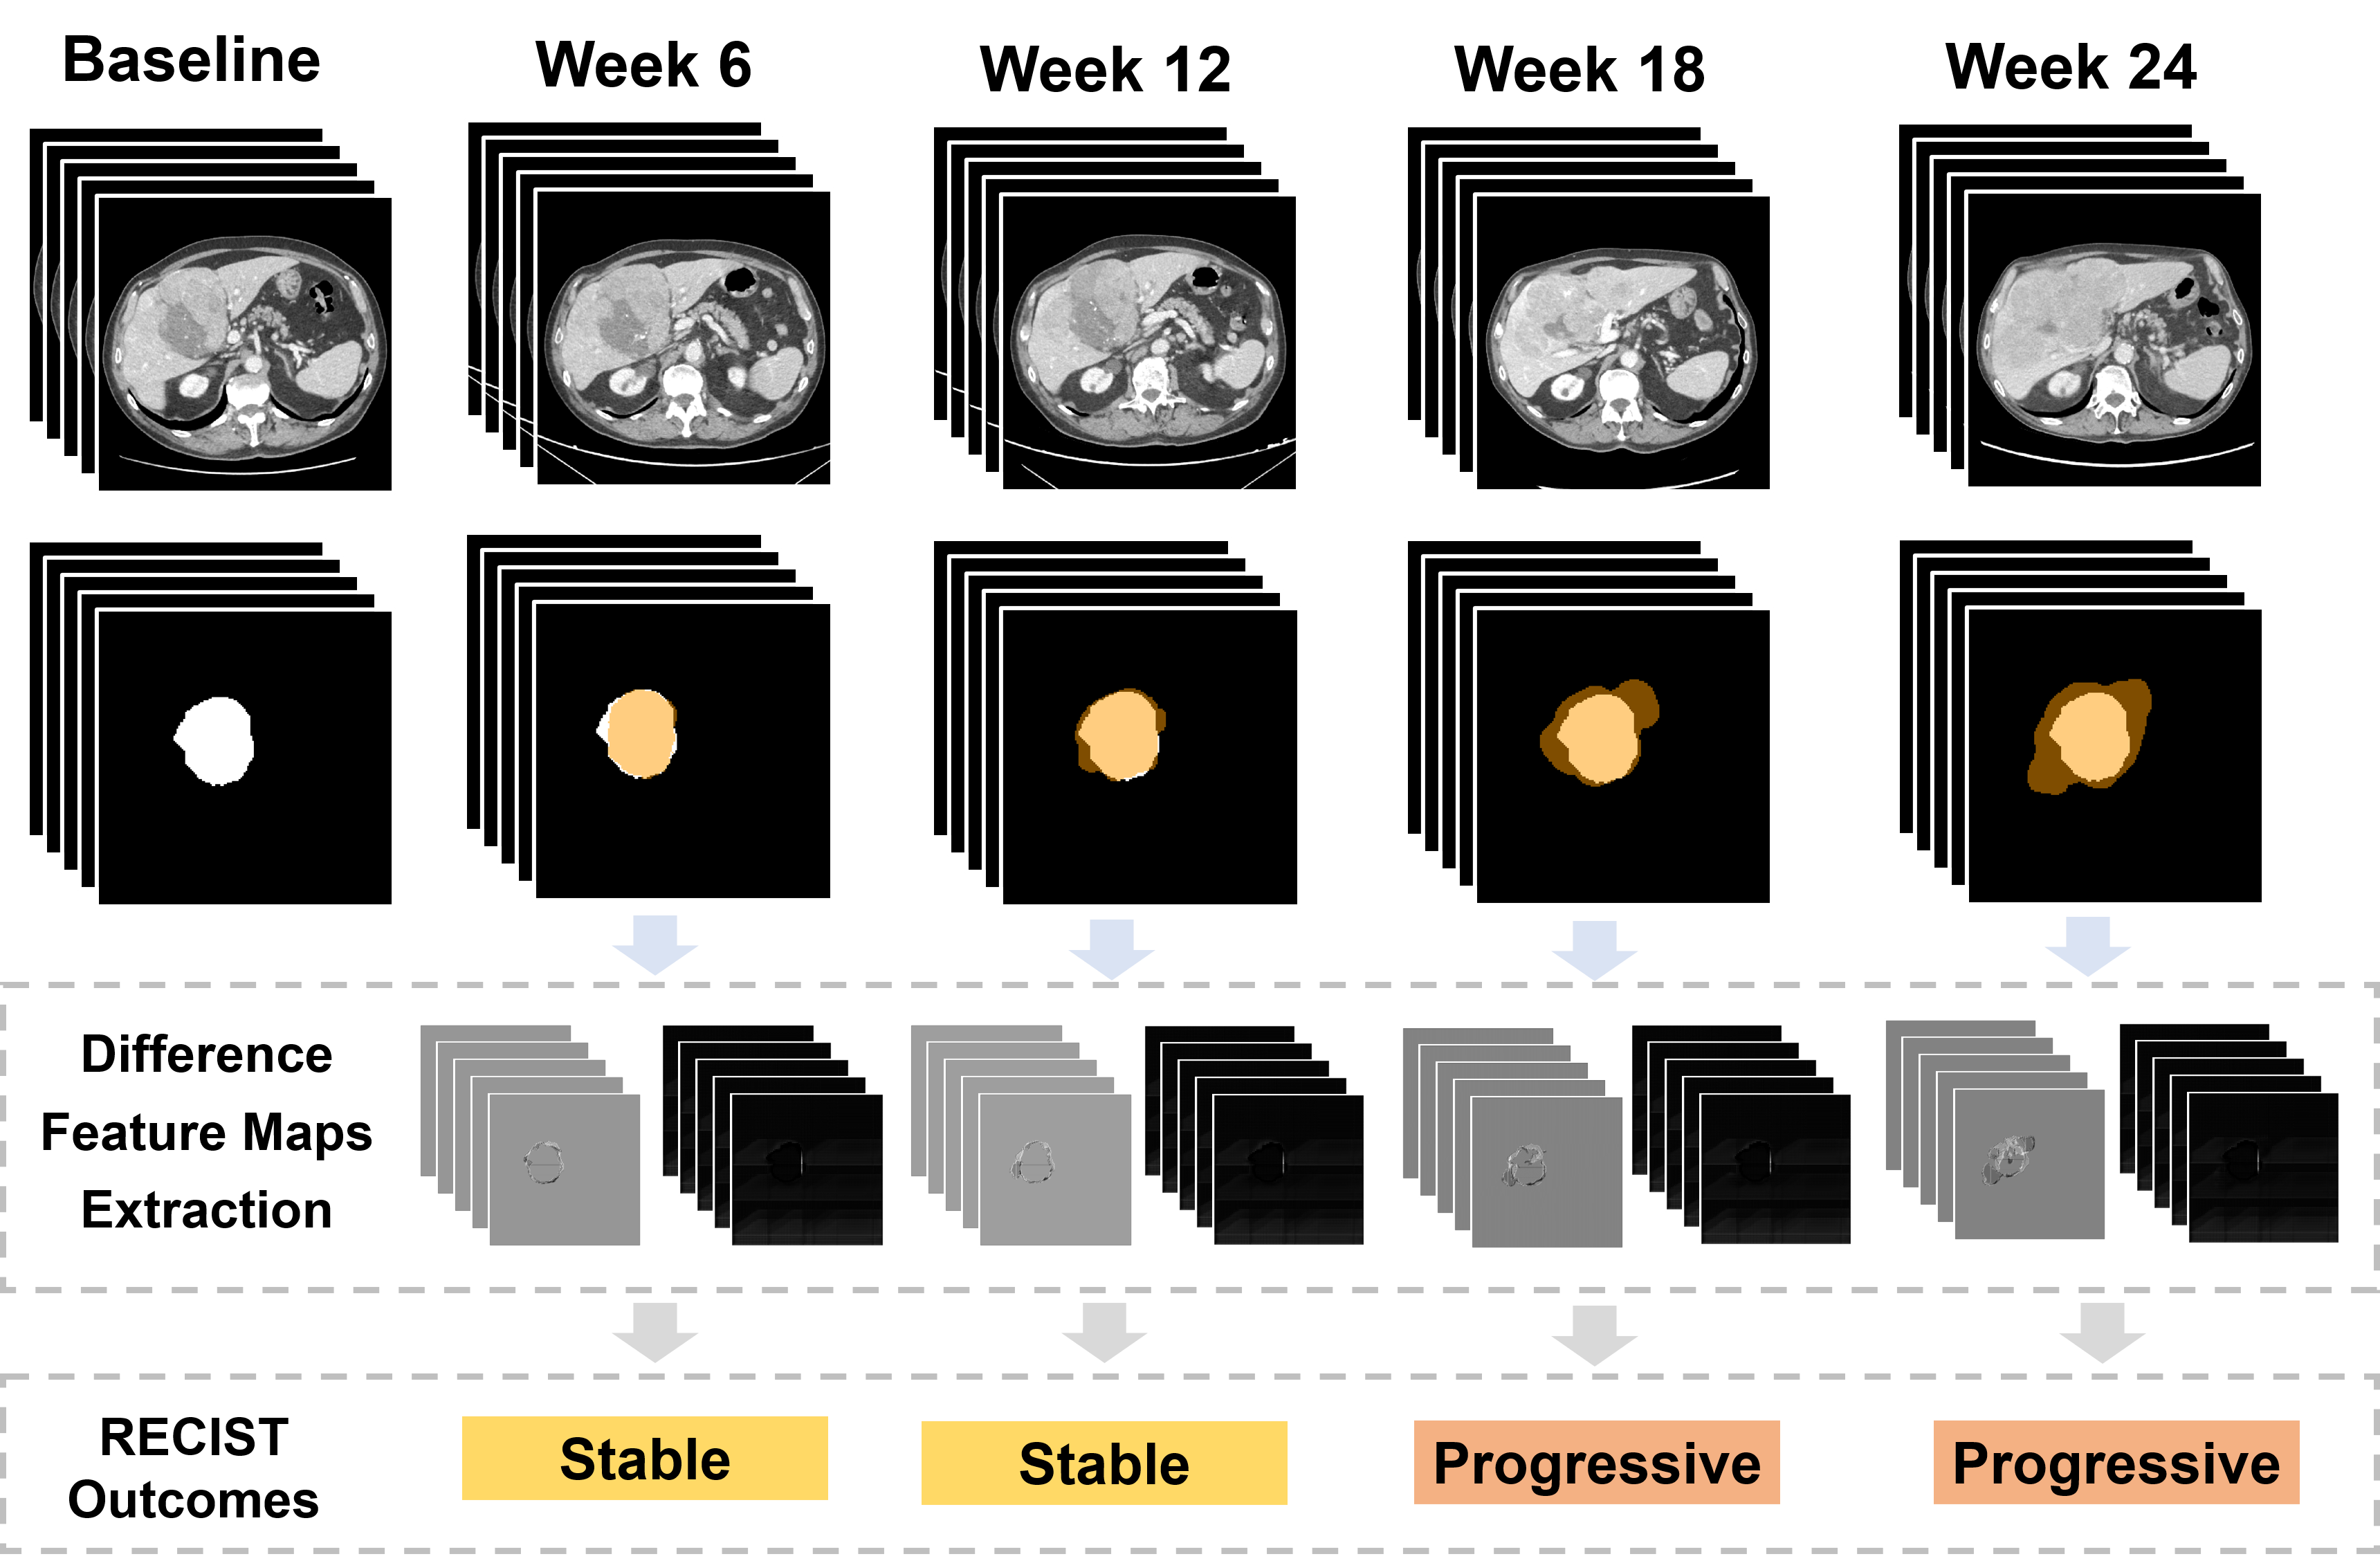 Baseline
Week 6
Week 12
Week 18
Week 24
Difference
Feature Maps
Extraction
RECIST
Outcomes
Stable
Stable
Progressive
Progressive